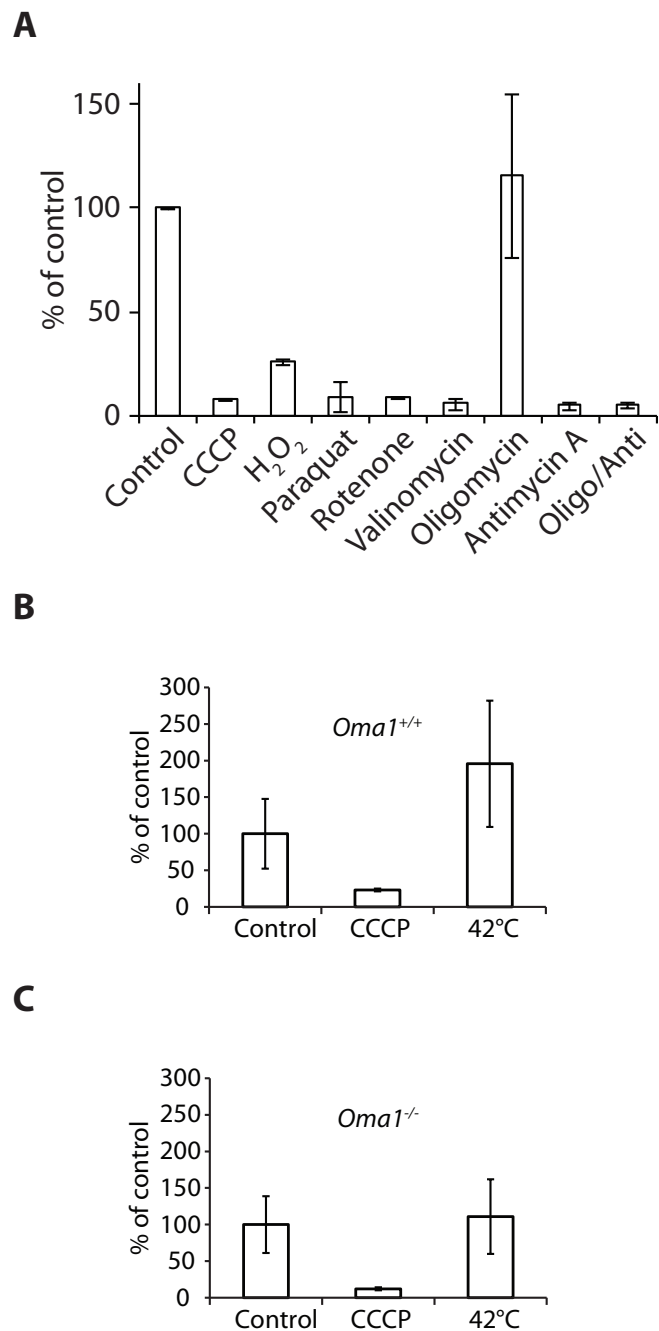 A
150
100
50
0
% of control
Control
CCCP
H₂O₂
Paraquat
Rotenone
Valinomycin
Oligomycin
Antimycin A
Oligo/Anti
B
300
250
200
150
100
50
0
% of control
Oma1+/+
Control CCCP 42°C
C
300
250
200
150
100
50
0
% of control
Oma1-/-
Control CCCP 42°C